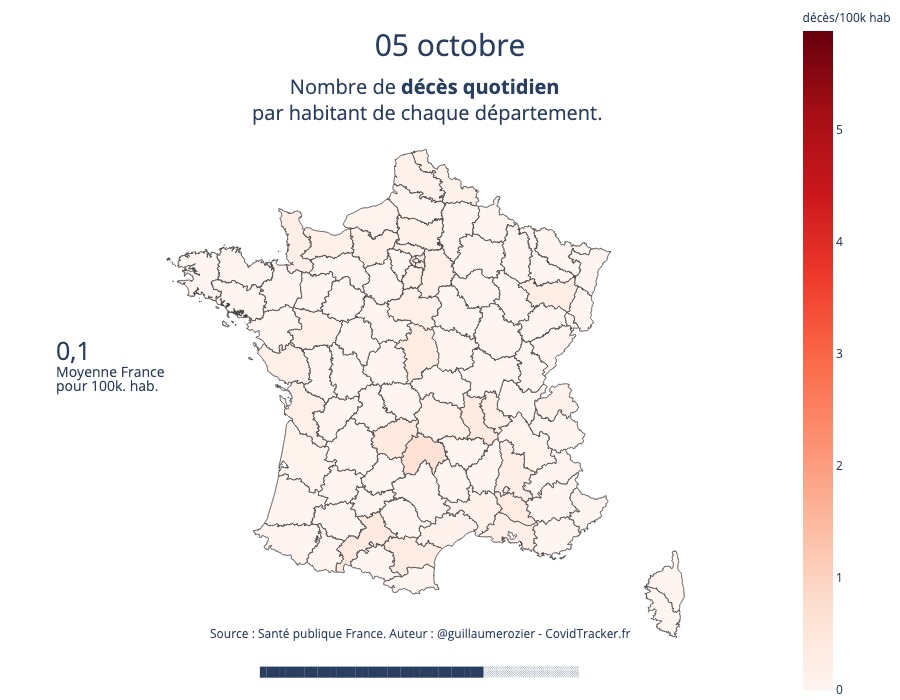 décès/100k hab
05 octobre
Nombre de décès quotidien
par habitant de chaque département.
5
4
0,1
Moyenne France
pour 100k. hab.
3
2
1
Source : Santé publique France. Auteur : @guillaumerozier - CovidTracker.fr
0